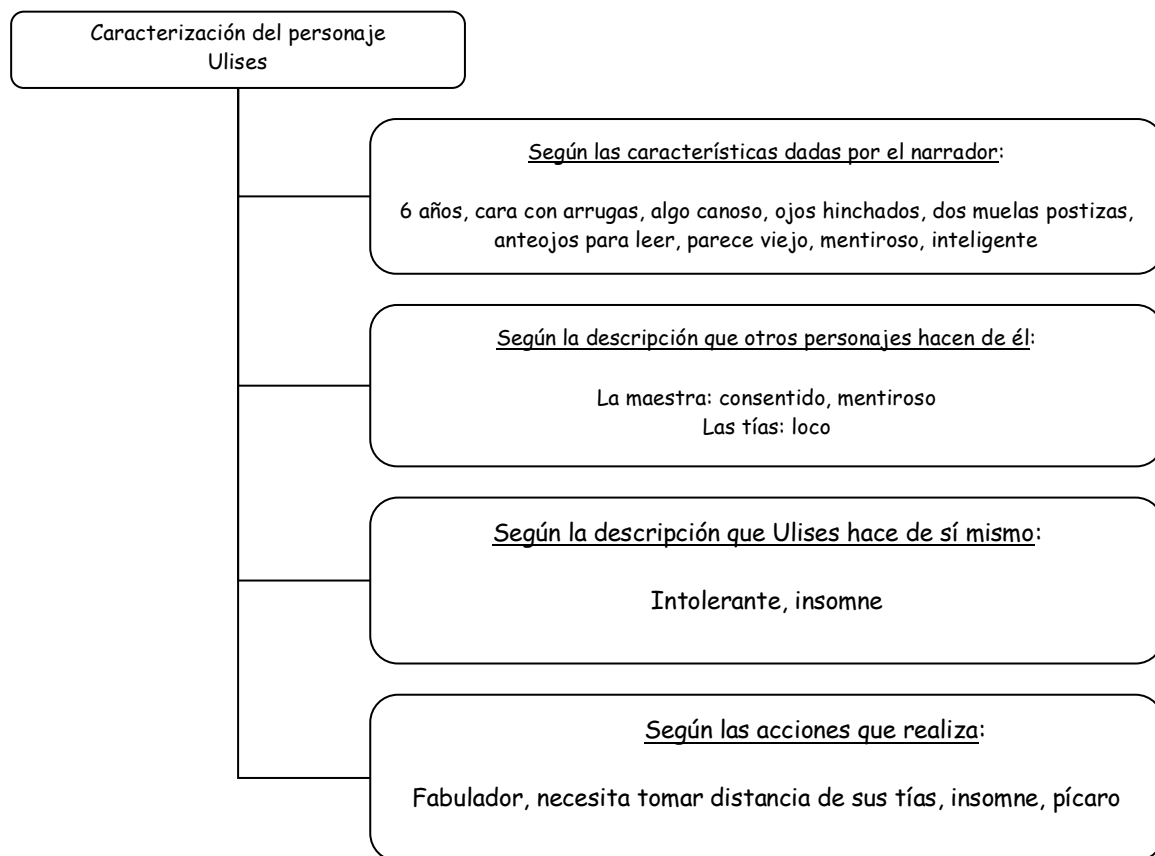 Caracterización del personaje
Ulises
Según las características dadas por el narrador:
6 años, cara con arrugas, algo canoso, ojos hinchados, dos muelas postizas,
anteojos para leer, parece viejo, mentiroso, inteligente
Según la descripción que otros personajes hacen de él:
La maestra: consentido, mentiroso
Las tías: loco
Según la descripción que Ulises hace de sí mismo:
Intolerante, insomne
Según las acciones que realiza:
Fabulador, necesita tomar distancia de sus tías, insomne, pícaro